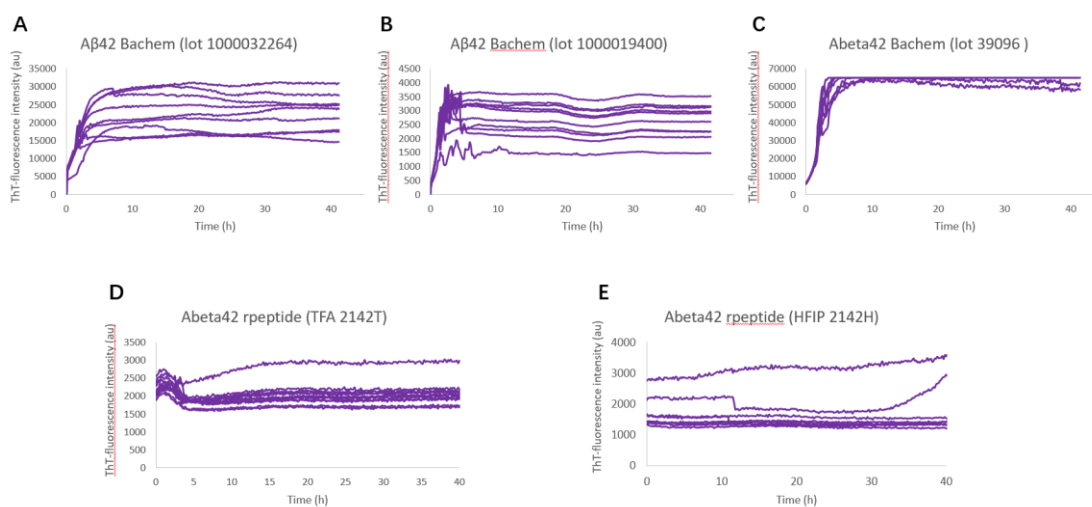 A
Aβ42 Bachem (lot 1000032264)
ThT-fluorescence intensity (au)
35000
30000
25000
20000
15000
10000
5000
0
0 10 20 30 40
Time (h)
B
Aβ42 Bachem (lot 1000019400)
ThT-fluorescence intensity (au)
4500
4000
3500
3000
2500
2000
1500
1000
500
0
0 10 20 30 40
Time (h)
C
Abeta42 Bachem (lot 39096 )
ThT-fluorescence intensity (au)
70000
60000
50000
40000
30000
20000
10000
0
0 10 20 30 40
Time (h)
D
Abeta42 rpeptide (TFA 2142T)
ThT-fluorescence intensity (au)
3500
3000
2500
2000
1500
1000
500
0
0 5 10 15 20 25 30 35 40
Time (h)
E
Abeta42 rpeptide (HFIP 2142H)
ThT-fluorescence intensity (au)
4000
3000
2000
1000
0
0 10 20 30 40
Time (h)